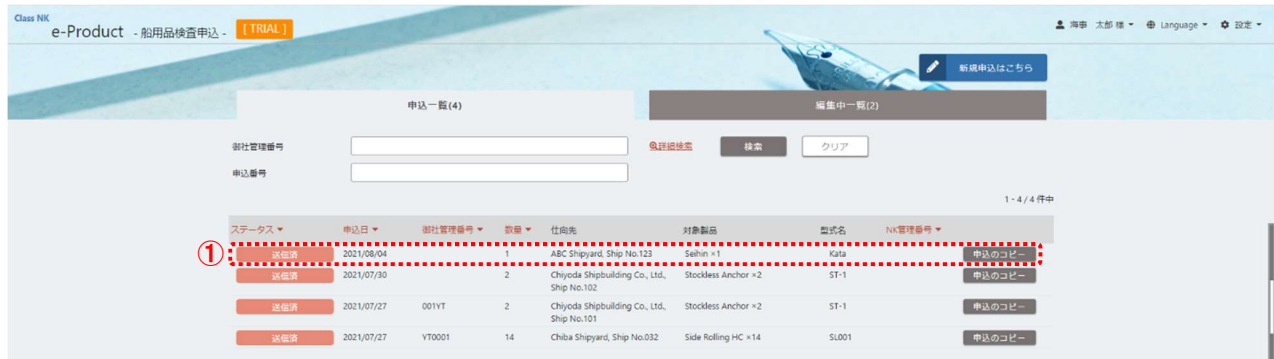 Class NK
e-Product - 舶用品検査申込 - [ TRIAL ]
海事 太郎 様 Language 設定
新規申込はこちら
申込一覧(4) 編集中一覧(2)
御社管理番号 詳細検索 検索 クリア
申込番号
1 - 4 / 4 件中
ステータス 申込日 御社管理番号 数量 仕向先 対象製品 型式名 NK管理番号
① 送信済 2021/08/04 1 ABC Shipyard, Ship No.123 Seihin ×1 Kata 申込のコピー
送信済 2021/07/30 2 Chiyoda Shipbuilding Co., Ltd., Stockless Anchor ×2 ST-1 申込のコピー
Ship No.102
送信済 2021/07/27 001YT 2 Chiyoda Shipbuilding Co., Ltd., Stockless Anchor ×2 ST-1 申込のコピー
Ship No.101
送信済 2021/07/27 YT0001 14 Chiba Shipyard, Ship No.032 Side Rolling HC ×14 SL001 申込のコピー